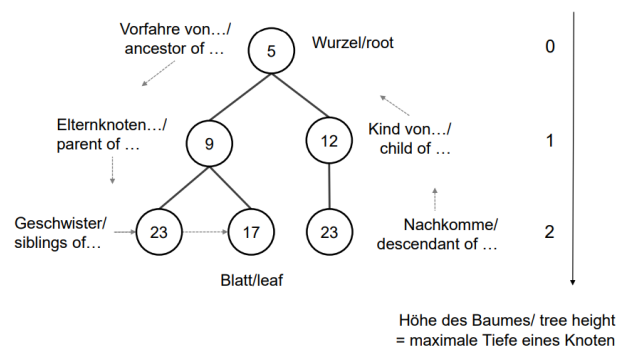 Vorfahre von…/
ancestor of …
5
Wurzel/root
0
Elternknoten…/
parent of …
9
12
Kind von…/
child of …
1
Geschwister/
siblings of…
23
17
23
Nachkomme/
descendant of …
2
Blatt/leaf
Höhe des Baumes/ tree height
= maximale Tiefe eines Knoten